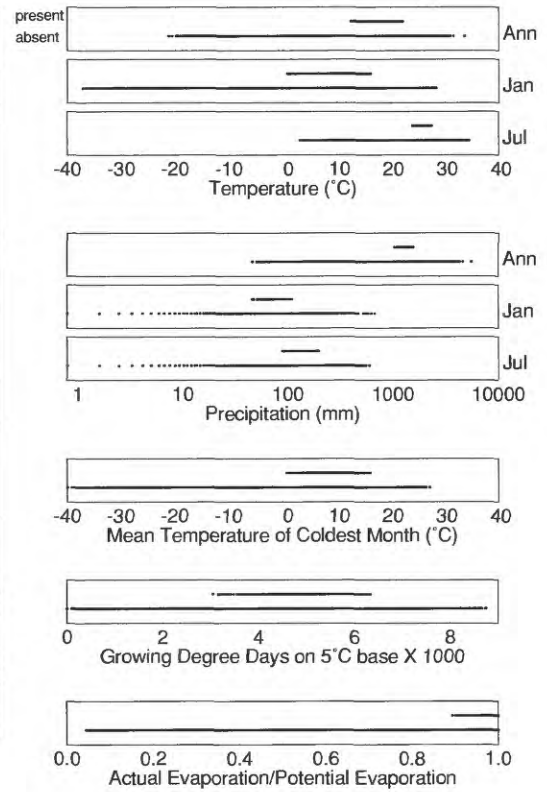 present
absent
Ann
Jan
Jul
-40 -30 -20 -10 0 10 20 30 40
Temperature (˚C)
Ann
Jan
Jul
1 10 100 1000 10000
Precipitation (mm)
-40 -30 -20 -10 0 10 20 30 40
Mean Temperature of Coldest Month (˚C)
0 2 4 6 8
Growing Degree Days on 5˚C base X 1000
0.0 0.2 0.4 0.6 0.8 1.0
Actual Evaporation/Potential Evaporation